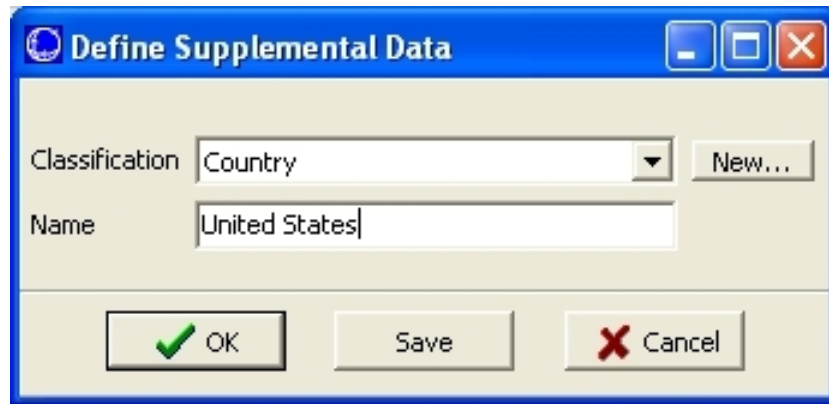 Define Supplemental Data
Classification Country New...
Name United States
OK Save Cancel